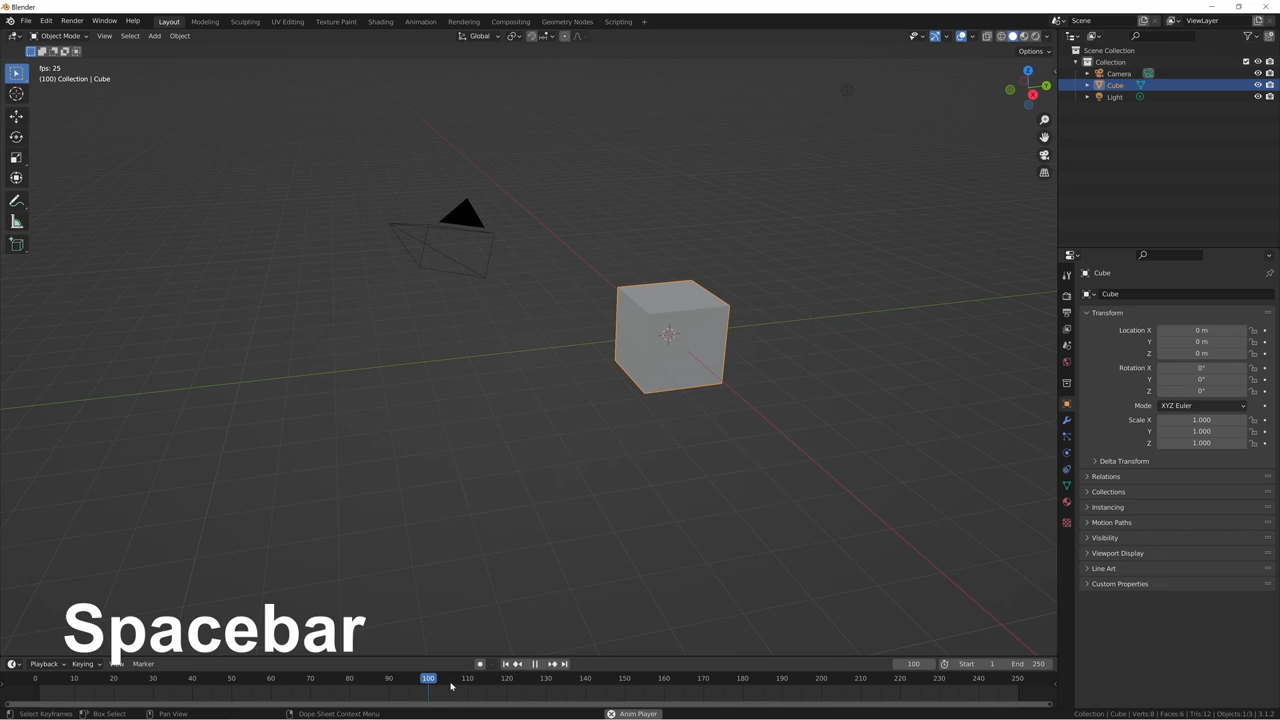 Blender
File Edit Render Window Help Layout Modeling Sculpting UV Editing Texture Paint Shading Animation Rendering Compositing Geometry Nodes Scripting + Scene ViewLayer
Object Mode View Select Add Object Global
Options
fps: 25
(100) Collection | Cube
Z
Y
X
Scene Collection
Collection
Camera
Cube
Light
Cube
Cube
Transform
Location X 0 m
Y 0 m
Z 0 m
Rotation X 0°
Y 0°
Z 0°
Mode XYZ Euler
Scale X 1.000
Y 1.000
Z 1.000
Delta Transform
Relations
Collections
Instancing
Motion Paths
Visibility
Viewport Display
Line Art
Custom Properties
Spacebar
Playback Keying Marker 100 Start 1 End 250
0 10 20 30 40 50 60 70 80 90 100 110 120 130 140 150 160 170 180 190 200 210 220 230 240 250
Select Keyframes Box Select Pan View Dope Sheet Context Menu Anim Player Collection | Cube | Verts:8 | Faces:6 | Tris:12 | Objects:1/3 | 3.1.2